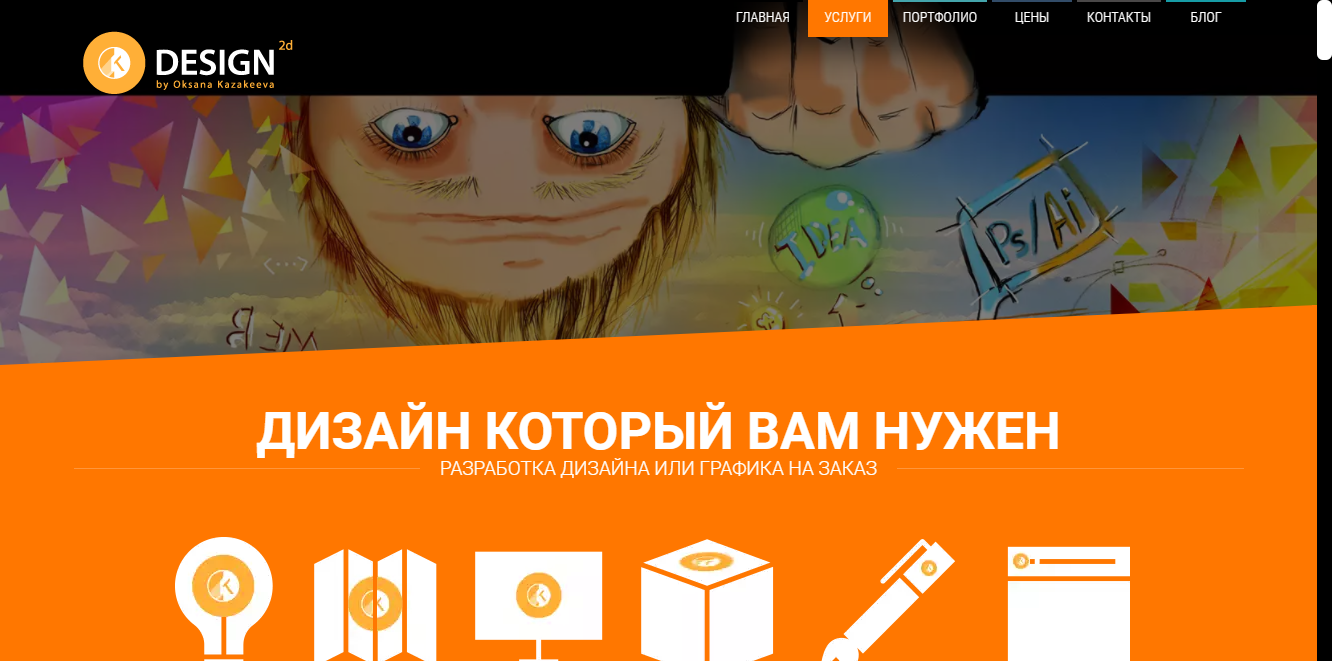 ГЛАВНАЯ
УСЛУГИ
ПОРТФОЛИО
ЦЕНЫ
КОНТАКТЫ
БЛОГ
DESIGN 2d
by Oksana Kazakeeva
IDEA
Ps/Ai
ДИЗАЙН КОТОРЫЙ ВАМ НУЖЕН
РАЗРАБОТКА ДИЗАЙНА ИЛИ ГРАФИКА НА ЗАКАЗ